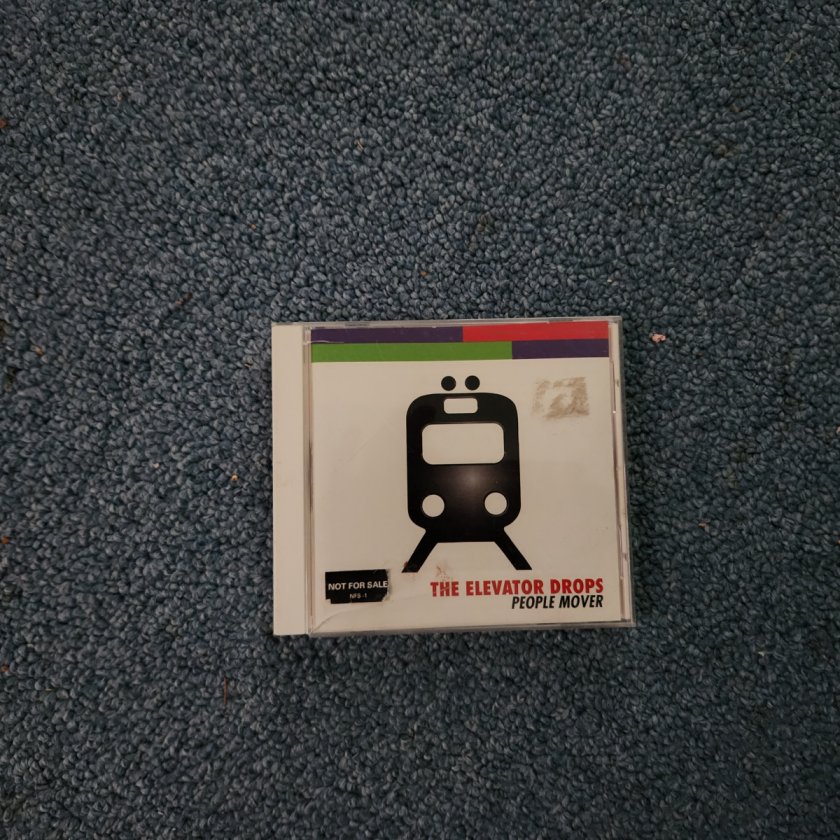 NOT FOR SALE
NFS-1
THE ELEVATOR DROPS
PEOPLE MOVER